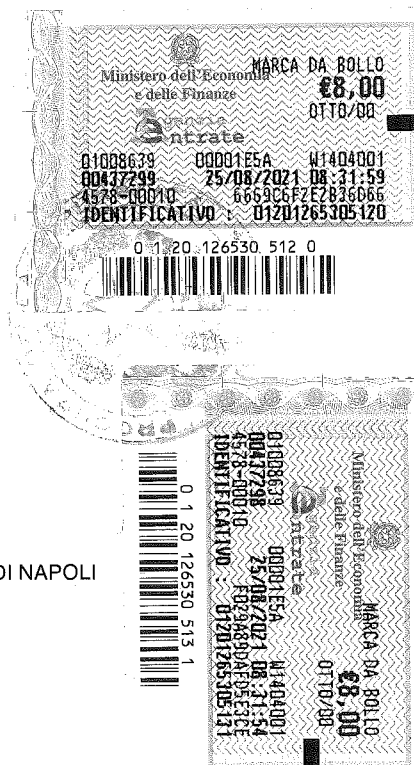 Ministero dell'Economia
e delle Finanze
MARCA DA BOLLO
€8,00
OTTO/00
genzia
ntrate
01008639 00001E5A W1404001
00437299 25/08/2021 08:31:59
4578-00010 6669C6F2E2B36D66
IDENTIFICATIVO : 01201265305120
0 1 20 126530 512 0
DI NAPOLI
Ministero dell'Economia
e delle Finanze
MARCA DA BOLLO
€8,00
OTTO/00
genzia
ntrate
01008639 00001E5A W1404001
00437298 25/08/2021 08:31:54
4578-00010
IDENTIFICATIVO : 01201265305131
0 1 20 126530 513 1